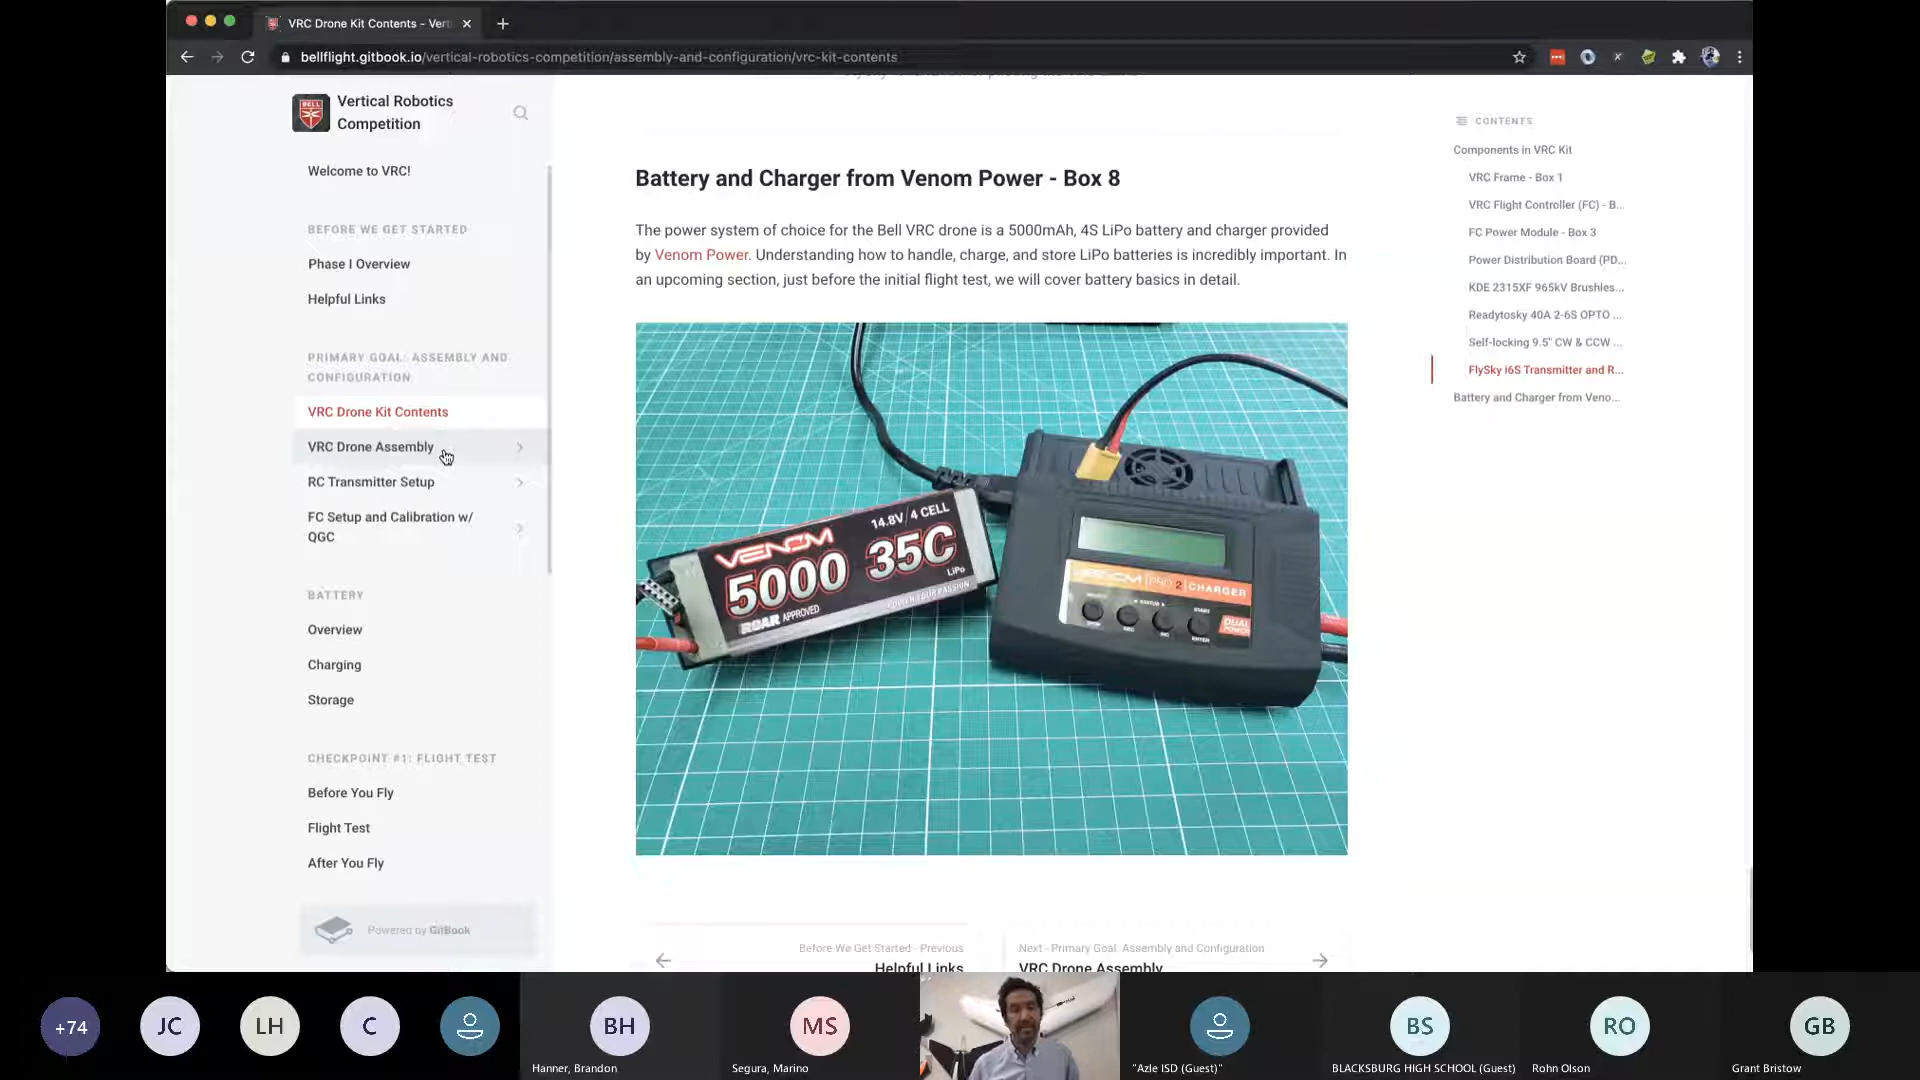 VRC Drone Kit Contents - Vert
bellflight.gitbook.io/vertical-robotics-competition/assembly-and-configuration/vrc-kit-contents
BELL
Vertical Robotics
Competition
Welcome to VRC!
BEFORE WE GET STARTED
Phase I Overview
Helpful Links
PRIMARY GOAL: ASSEMBLY AND
CONFIGURATION
VRC Drone Kit Contents
VRC Drone Assembly
RC Transmitter Setup
FC Setup and Calibration w/
QGC
BATTERY
Overview
Charging
Storage
CHECKPOINT #1: FLIGHT TEST
Before You Fly
Flight Test
After You Fly
Powered by GitBook
Battery and Charger from Venom Power - Box 8
The power system of choice for the Bell VRC drone is a 5000mAh, 4S LiPo battery and charger provided
by Venom Power. Understanding how to handle, charge, and store LiPo batteries is incredibly important. In
an upcoming section, just before the initial flight test, we will cover battery basics in detail.
14.8V/4 CELL
VENOM
5000 35C
LiPo
ROAR APPROVED
VENOM PRO 2 CHARGER
STATUS
START
ENTER
DUAL
POWER
Before We Get Started - Previous
Helpful Links
Next - Primary Goal: Assembly and Configuration
VRC Drone Assembly
CONTENTS
Components in VRC Kit
VRC Frame - Box 1
VRC Flight Controller (FC) - B...
FC Power Module - Box 3
Power Distribution Board (PD...
KDE 2315XF 965kV Brushles...
Readytosky 40A 2-6S OPTO ...
Self-locking 9.5" CW & CCW ...
FlySky i6S Transmitter and R...
Battery and Charger from Veno...
+74
JC
LH
C
BH
Hanner, Brandon
MS
Segura, Marino
"Azle ISD (Guest)"
BS
BLACKSBURG HIGH SCHOOL (Guest)
RO
Rohn Olson
GB
Grant Bristow